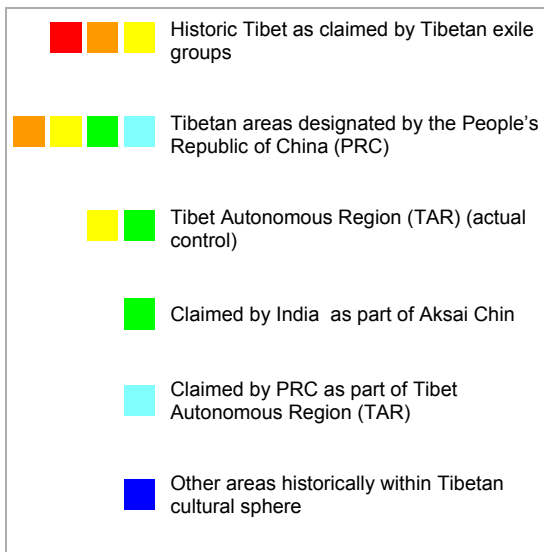 Historic Tibet as claimed by Tibetan exile
groups
Tibetan areas designated by the People’s
Republic of China (PRC)
Tibet Autonomous Region (TAR) (actual
control)
Claimed by India as part of Aksai Chin
Claimed by PRC as part of Tibet
Autonomous Region (TAR)
Other areas historically within Tibetan
cultural sphere